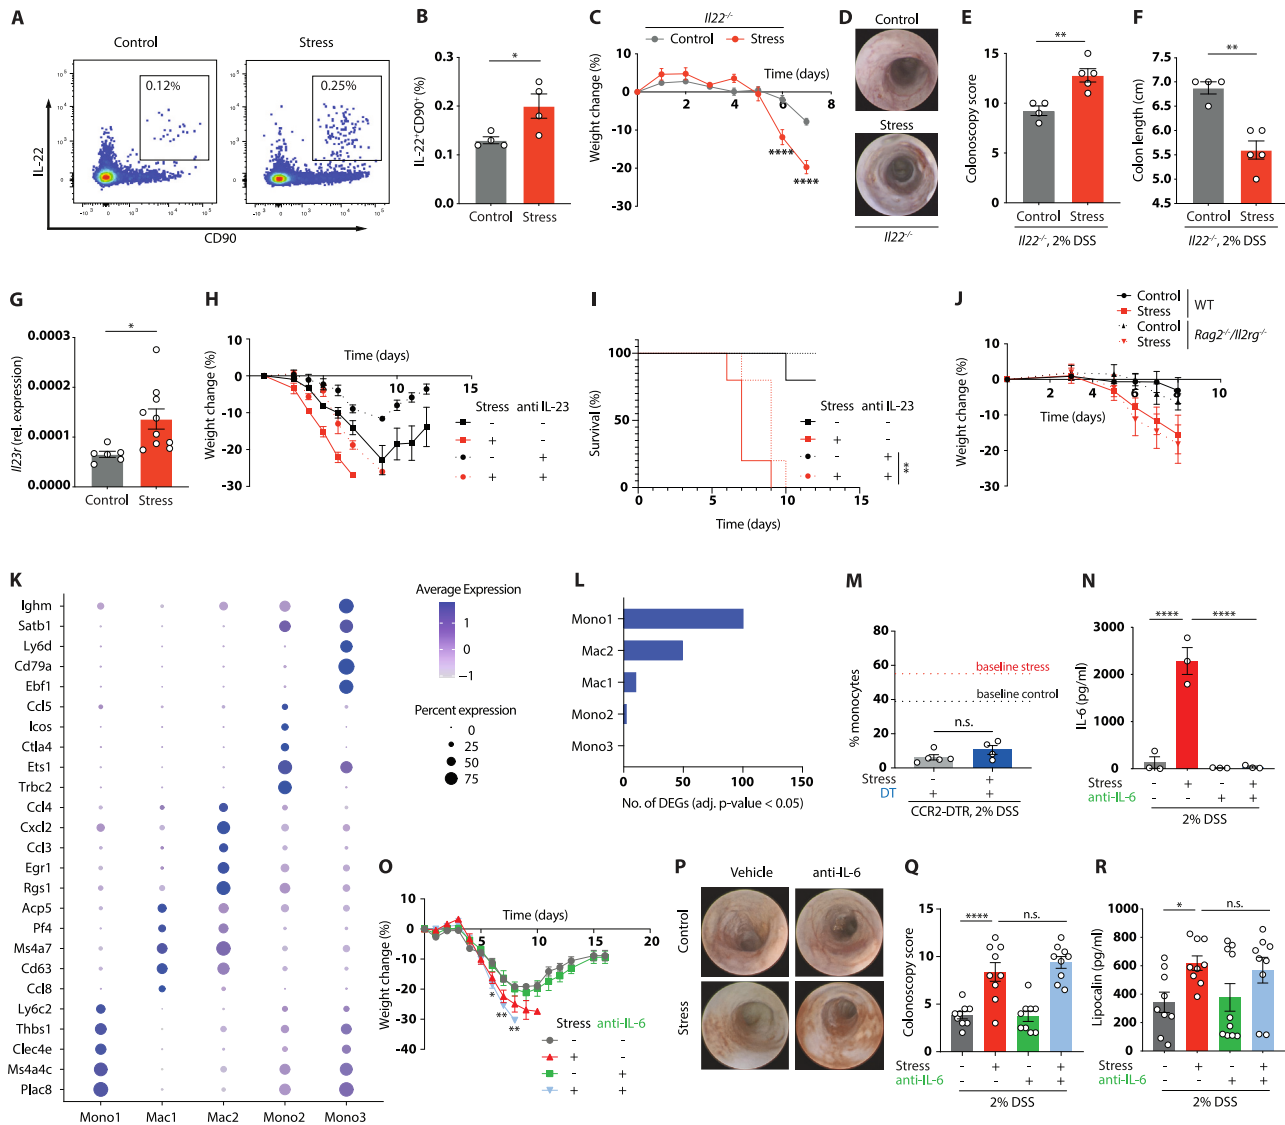 A
Control
Stress
0.12%
0.25%
IL-22
CD90
B
IL-22⁺CD90⁺ (%)
0.3
0.2
0.1
0.0
*
Control
Stress
C
Il22⁻/⁻
Control
Stress
Weight change (%)
Time (days)
10
0
-10
-20
-30
2
4
6
8
****
****
D
Control
Stress
Il22⁻/⁻
E
Colonoscopy score
15
10
5
0
**
Control
Stress
Il22⁻/⁻, 2% DSS
F
Colon length (cm)
8.0
7.0
6.5
6.0
5.5
5.0
4.5
**
Control
Stress
Il22⁻/⁻, 2% DSS
G
Il23r (rel. expression)
0.0003
0.0002
0.0001
0.0000
*
Control
Stress
H
Weight change (%)
Time (days)
10
0
-10
-20
-30
5
10
15
Stress anti IL-23
- -
+ -
- +
+ +
I
Survival (%)
100
50
0
0 5 10 15
Time (days)
Stress anti IL-23
- -
+ -
- +
+ +
**
J
Control
Stress
WT
Control
Stress
Rag2⁻/⁻/Il2rg⁻/⁻
Weight change (%)
Time (days)
10
0
-10
-20
-30
2 4 6 8 10
K
Ighm
Satb1
Ly6d
Cd79a
Ebf1
Ccl5
Icos
Ctla4
Ets1
Trbc2
Ccl4
Cxcl2
Ccl3
Egr1
Rgs1
Acp5
Pf4
Ms4a7
Cd63
Ccl8
Ly6c2
Thbs1
Clec4e
Ms4a4c
Plac8
Mono1 Mac1 Mac2 Mono2 Mono3
Average Expression
1
0
−1
Percent expression
0
25
50
75
L
Mono1
Mac2
Mac1
Mono2
Mono3
0 50 100 150
No. of DEGs (adj. p-value < 0.05)
M
% monocytes
80
60
40
20
0
baseline stress
baseline control
n.s.
Stress - +
DT + +
CCR2-DTR, 2% DSS
N
IL-6 (pg/ml)
3000
2000
1000
0
**** ****
Stress - + - +
anti-IL-6 - - + +
2% DSS
O
Weight change (%)
Time (days)
10
0
-10
-20
-30
-40
5 10 15 20
*
**
**
Stress anti-IL-6
- -
+ -
- +
+ +
P
Vehicle
anti-IL-6
Control
Stress
Q
Colonoscopy score
15
10
5
0
****
n.s.
Stress - + - +
anti-IL-6 - - + +
2% DSS
R
Lipocalin (pg/ml)
1000
800
600
400
200
0
*
n.s.
Stress - + - +
anti-IL-6 - - + +
2% DSS